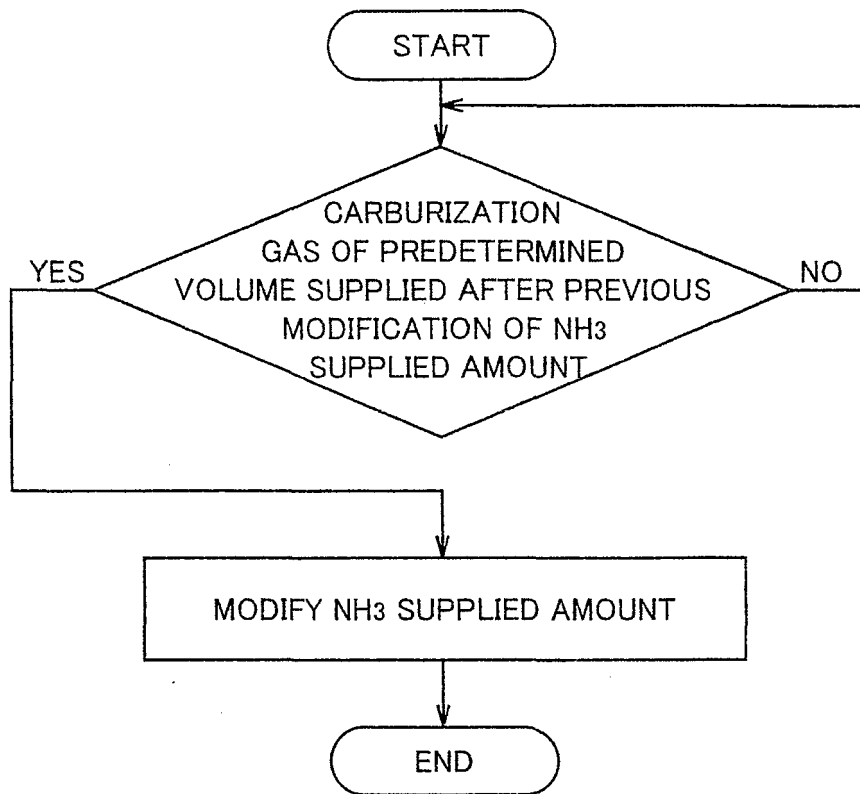 START
CARBURIZATION
GAS OF PREDETERMINED
YES
VOLUME SUPPLIED AFTER PREVIOUS
NO
MODIFICATION OF NH3
SUPPLIED AMOUNT
MODIFY NH3 SUPPLIED AMOUNT
END